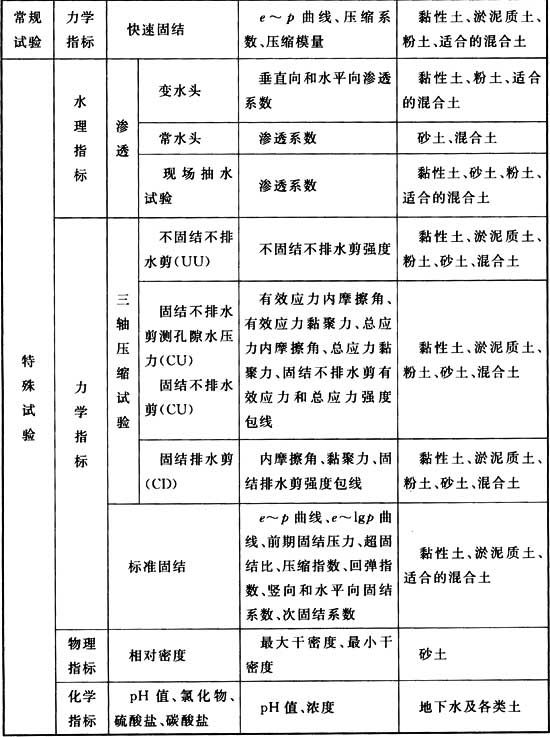 常规
试验
力学
指标
快速固结
e～p 曲线、压缩系
数、压缩模量
黏性土、淤泥质土、
粉土、适合的混合土
特
殊
试
验
水
理
指
标
渗
透
变水头
垂直向和水平向渗透
系数
黏性土、粉土、适合
的混合土
常水头
渗透系数
砂土、混合土
现场抽水
试验
渗透系数
黏性土、砂土、粉土、
适合的混合土
力
学
指
标
三
轴
压
缩
试
验
不固结不排
水剪(UU)
不固结不排水剪强度
黏性土、淤泥质土、
粉土、砂土、混合土
固结不排水
剪测孔隙水压
力(CU)
固结不排水
剪(CU)
有效应力内摩擦角、
有效应力黏聚力、总应
力内摩擦角、总应力黏
聚力、固结不排水剪有
效应力和总应力强度
包线
黏性土、淤泥质土、
粉土、砂土、混合土
固结排水剪
(CD)
内摩擦角、黏聚力、固
结排水剪强度包线
黏性土、淤泥质土、
粉土、砂土、混合土
标准固结
e～p 曲线、e～lgp 曲
线、前期固结压力、超固
结比、压缩指数、回弹指
数、竖向和水平向固结
系数、次固结系数
黏性土、淤泥质土、
适合的混合土
物理
指标
相对密度
最大干密度、最小干
密度
砂土
化学
指标
pH 值、氯化物、
硫酸盐、碳酸盐
pH 值、浓度
地下水及各类土